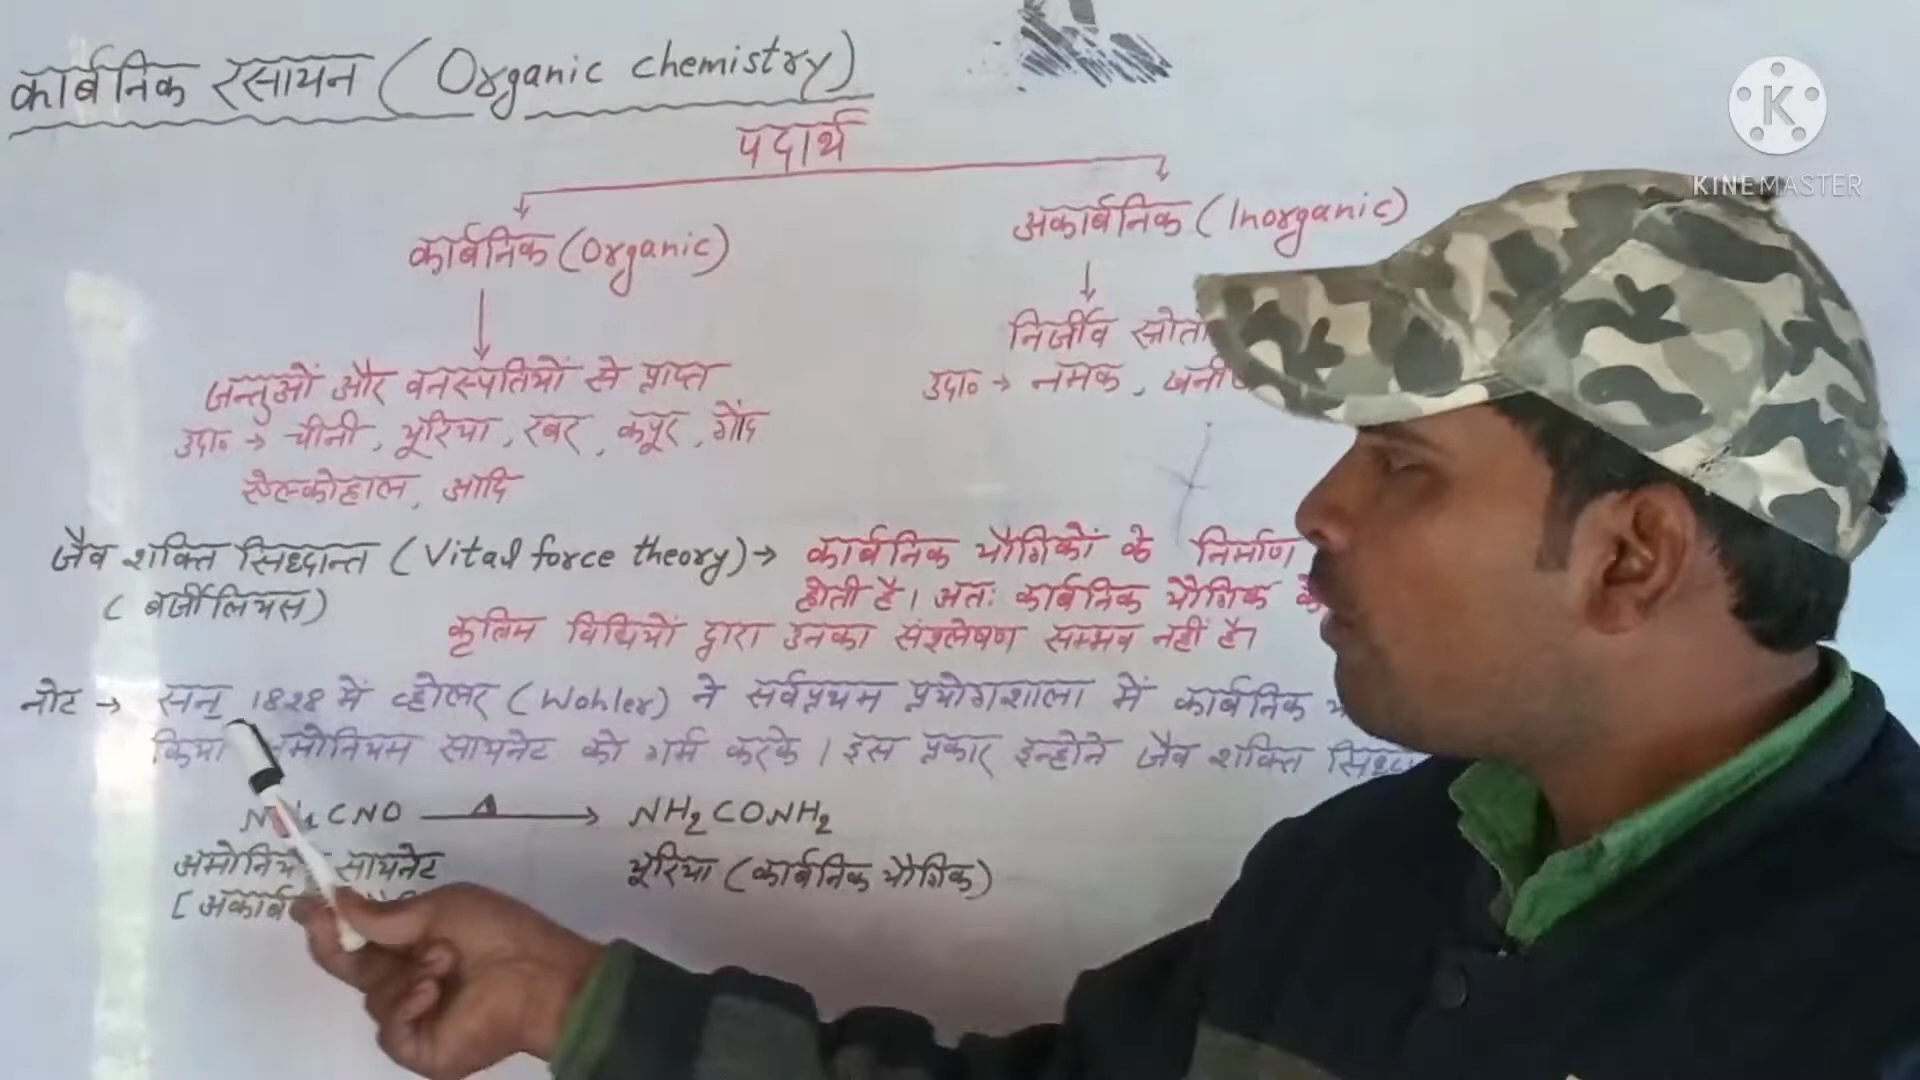 कार्बनिक रसायन ( Organic chemistry )
पदार्थ
कार्बनिक (Organic)
अकार्बनिक ( Inorganic )
जन्तुओं और वनस्पतियों से प्राप्त
उदा० → चीनी, यूरिया, रबर, कपूर, गोंद
ऐल्कोहाल, आदि
निर्जीव
उदा० → नमक,
जैव शक्ति सिध्दान्त ( Vital force theory) → कार्बनिक यौगिकों के निर्माण
( बर्जीलियस)
होती है। अतः कार्बनिक यौगिक
कृत्रिम विधियों द्वारा उनका संश्लेषण सम्भव नहीं है।
नोट → सन् 1828 में व्होलर ( Wohler) ने सर्वप्रथम प्रयोगशाला में कार्बनिक
किया सायनेट को गर्म करके । इस प्रकार इन्होने जैव शक्ति
CNO Δ → NH₂CONH₂
सायनेट
यूरिया (कार्बनिक यौगिक)
K
KINEMASTER